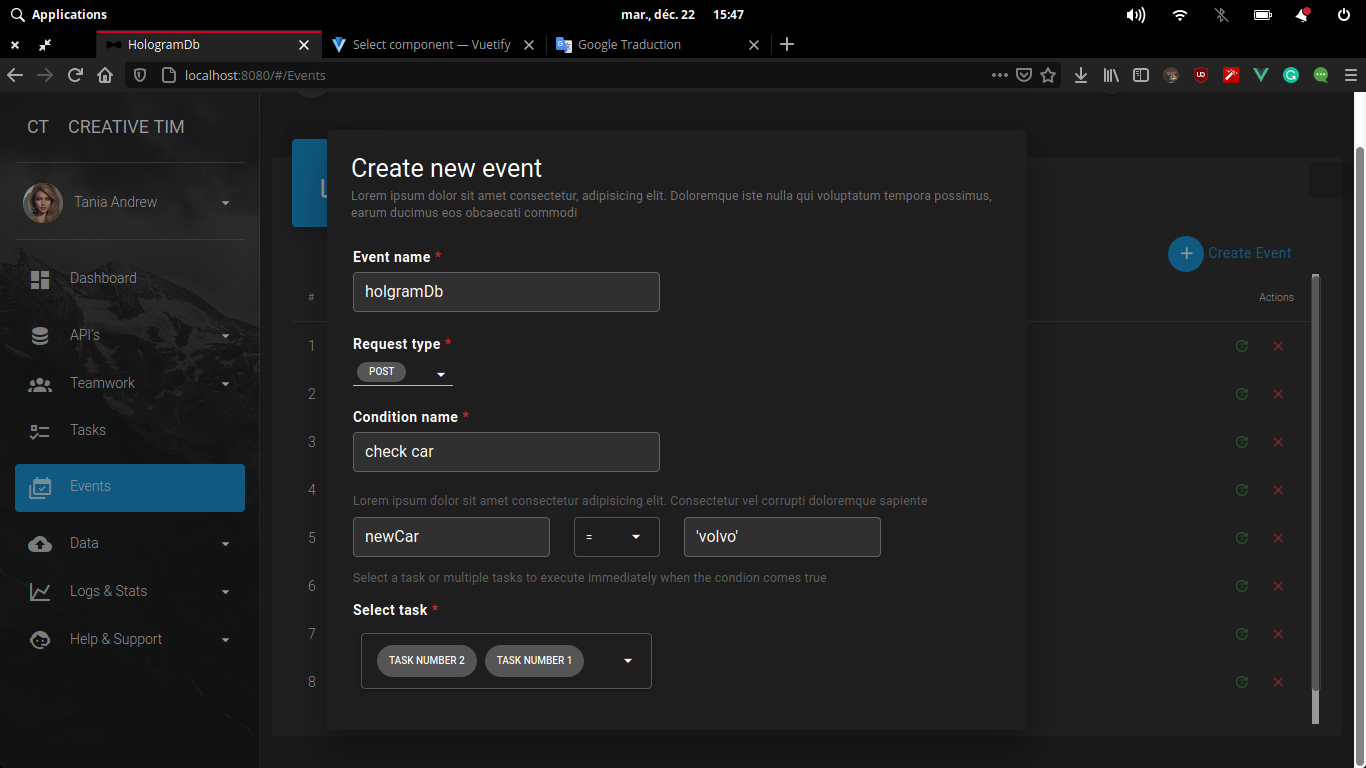 Applications
mar., déc. 22 15:47
HologramDb
Select component — Vuetify
Google Traduction
localhost:8080/#/Events
CT CREATIVE TIM
Tania Andrew
Dashboard
API's
Teamwork
Tasks
Events
Data
Logs & Stats
Help & Support
Create new event
Lorem ipsum dolor sit amet consectetur, adipisicing elit. Doloremque iste nulla qui voluptatum tempora possimus,
earum ducimus eos obcaecati commodi
Event name *
holgramDb
Request type *
POST
Condition name *
check car
Lorem ipsum dolor sit amet consectetur adipisicing elit. Consectetur vel corrupti doloremque sapiente
newCar = 'volvo'
Select a task or multiple tasks to execute immediately when the condion comes true
Select task *
TASK NUMBER 2 TASK NUMBER 1
+ Create Event
# Actions
1
2
3
4
5
6
7
8